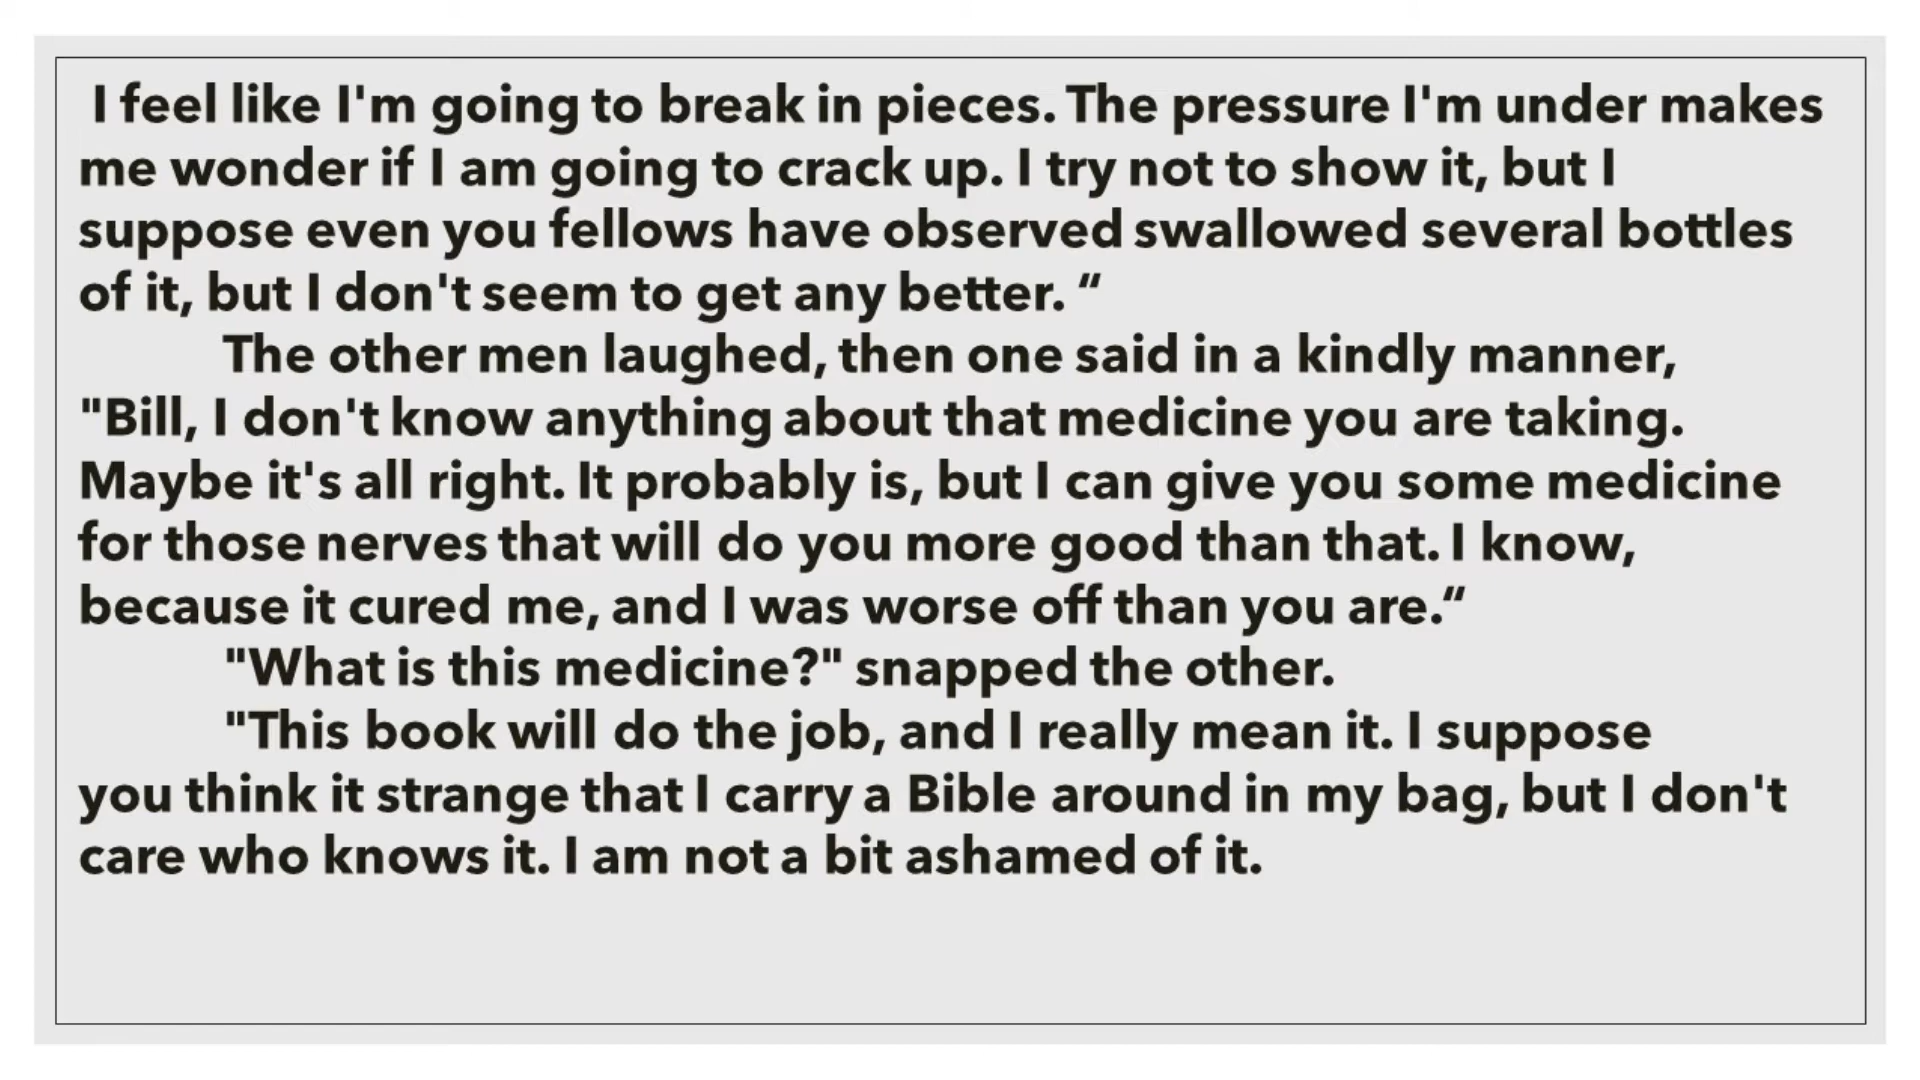 I feel like I'm going to break in pieces. The pressure I'm under makes
me wonder if I am going to crack up. I try not to show it, but I
suppose even you fellows have observed swallowed several bottles
of it, but I don't seem to get any better. “
The other men laughed, then one said in a kindly manner,
"Bill, I don't know anything about that medicine you are taking.
Maybe it's all right. It probably is, but I can give you some medicine
for those nerves that will do you more good than that. I know,
because it cured me, and I was worse off than you are.“
"What is this medicine?" snapped the other.
"This book will do the job, and I really mean it. I suppose
you think it strange that I carry a Bible around in my bag, but I don't
care who knows it. I am not a bit ashamed of it.